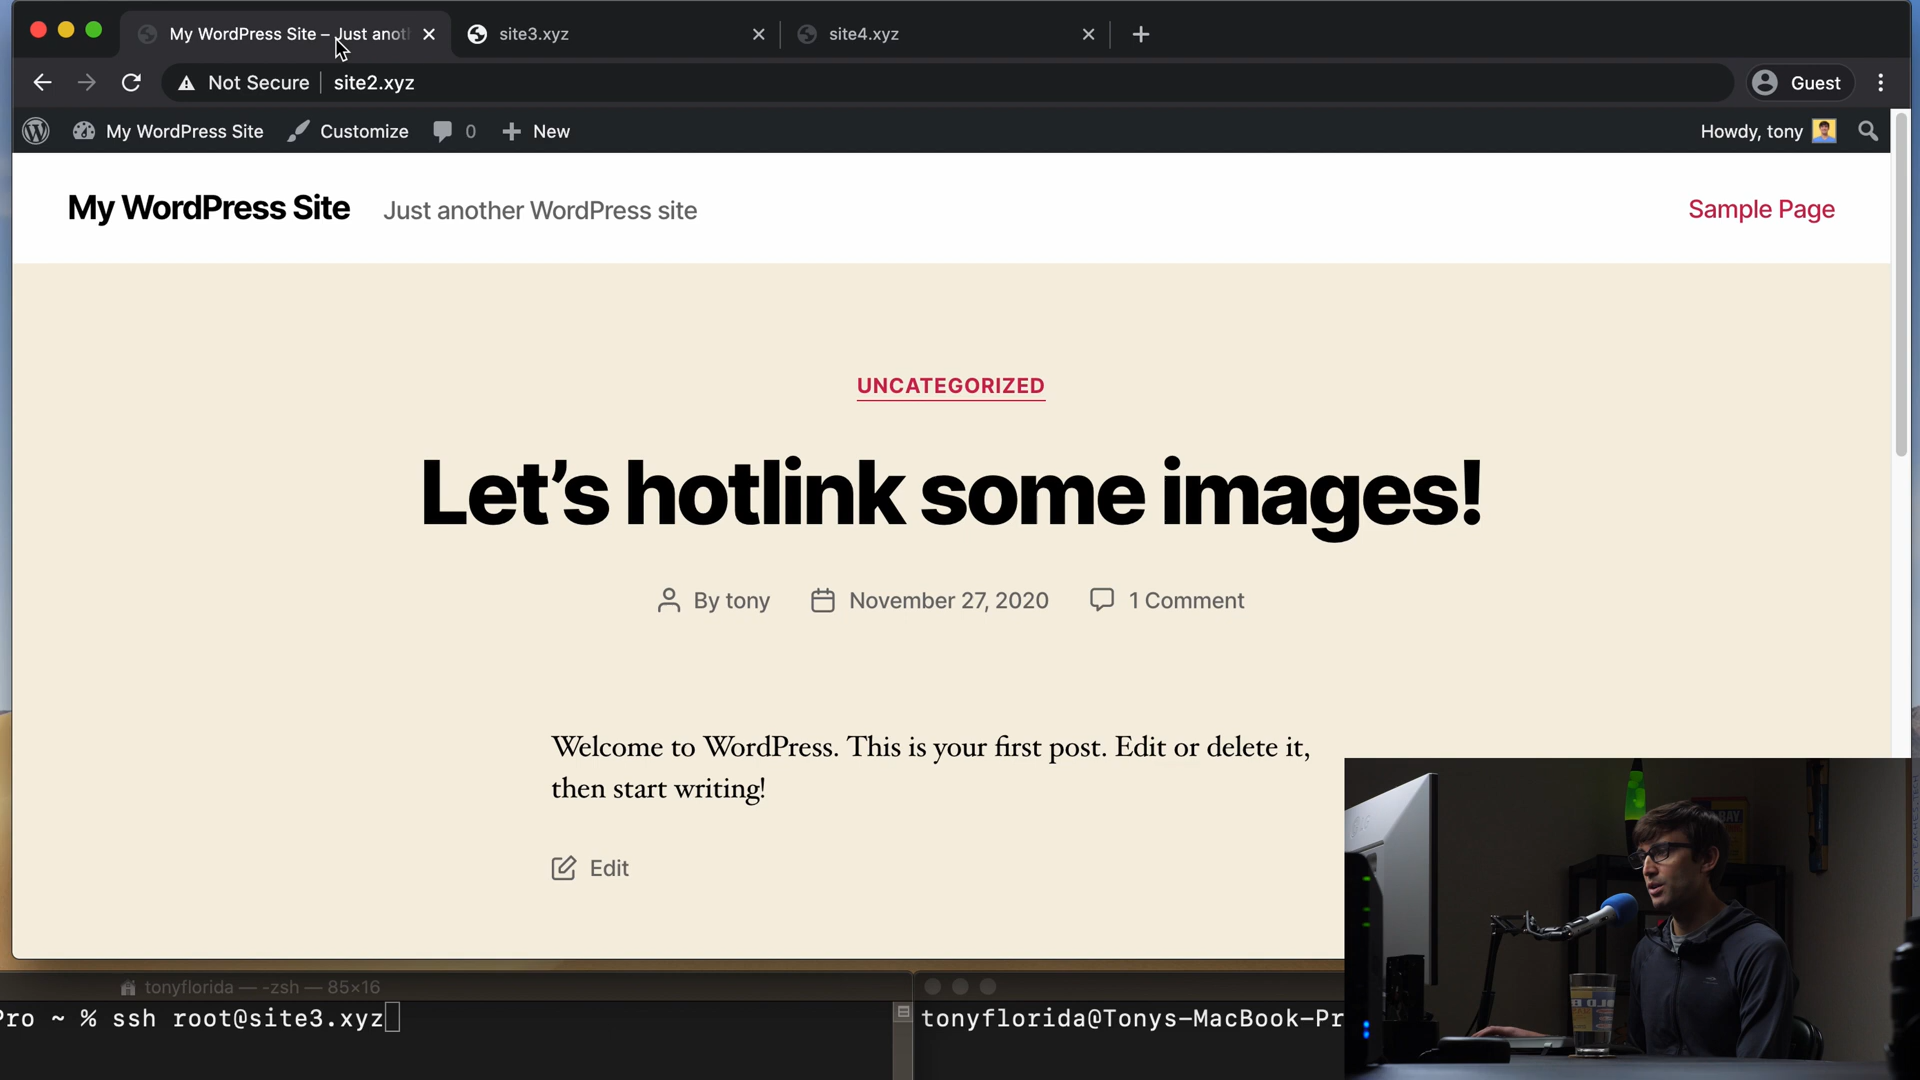 My WordPress Site – Just anoth
site3.xyz
site4.xyz
Not Secure
site2.xyz
Guest
My WordPress Site
Customize
0
New
Howdy, tony
My WordPress Site
Just another WordPress site
Sample Page
UNCATEGORIZED
Let’s hotlink some images!
By tony
November 27, 2020
1 Comment
Welcome to WordPress. This is your first post. Edit or delete it,
then start writing!
Edit
tonyflorida — -zsh — 85×16
Pro ~ % ssh root@site3.xyz
tonyflorida@Tonys-MacBook-Pr